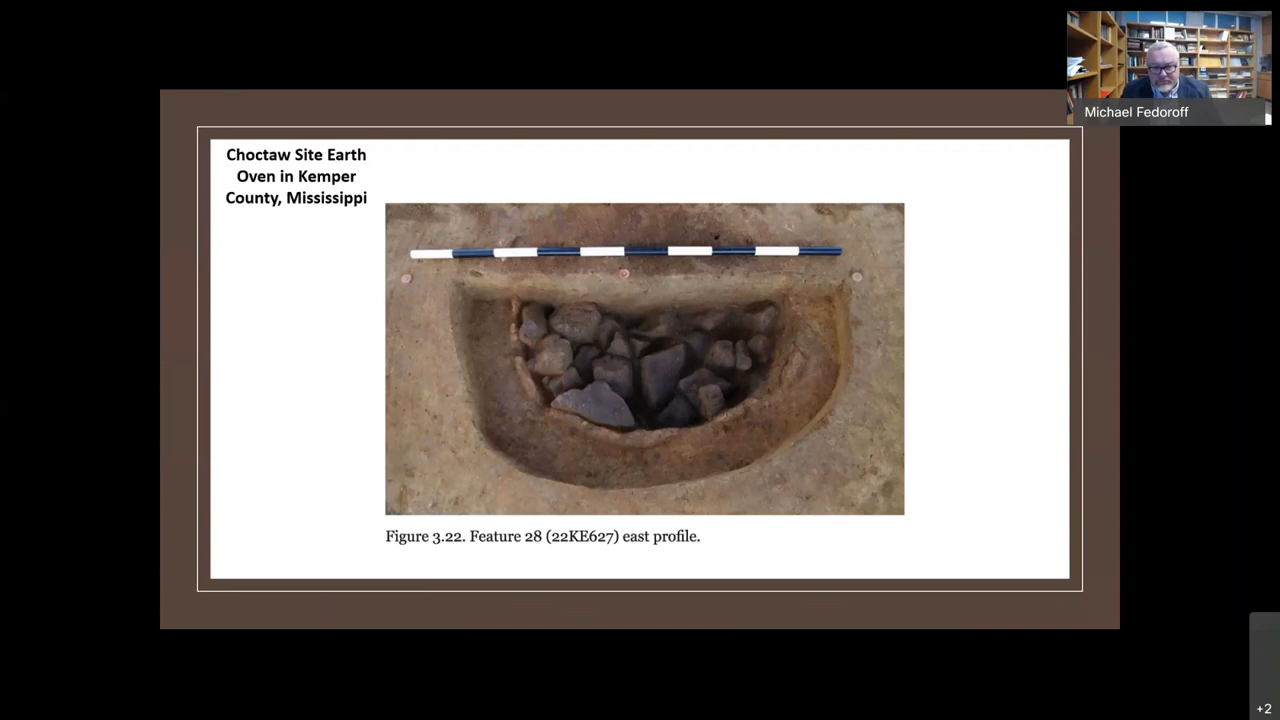 Michael Fedoroff
Choctaw Site Earth
Oven in Kemper
County, Mississippi
Figure 3.22. Feature 28 (22KE627) east profile.
+2